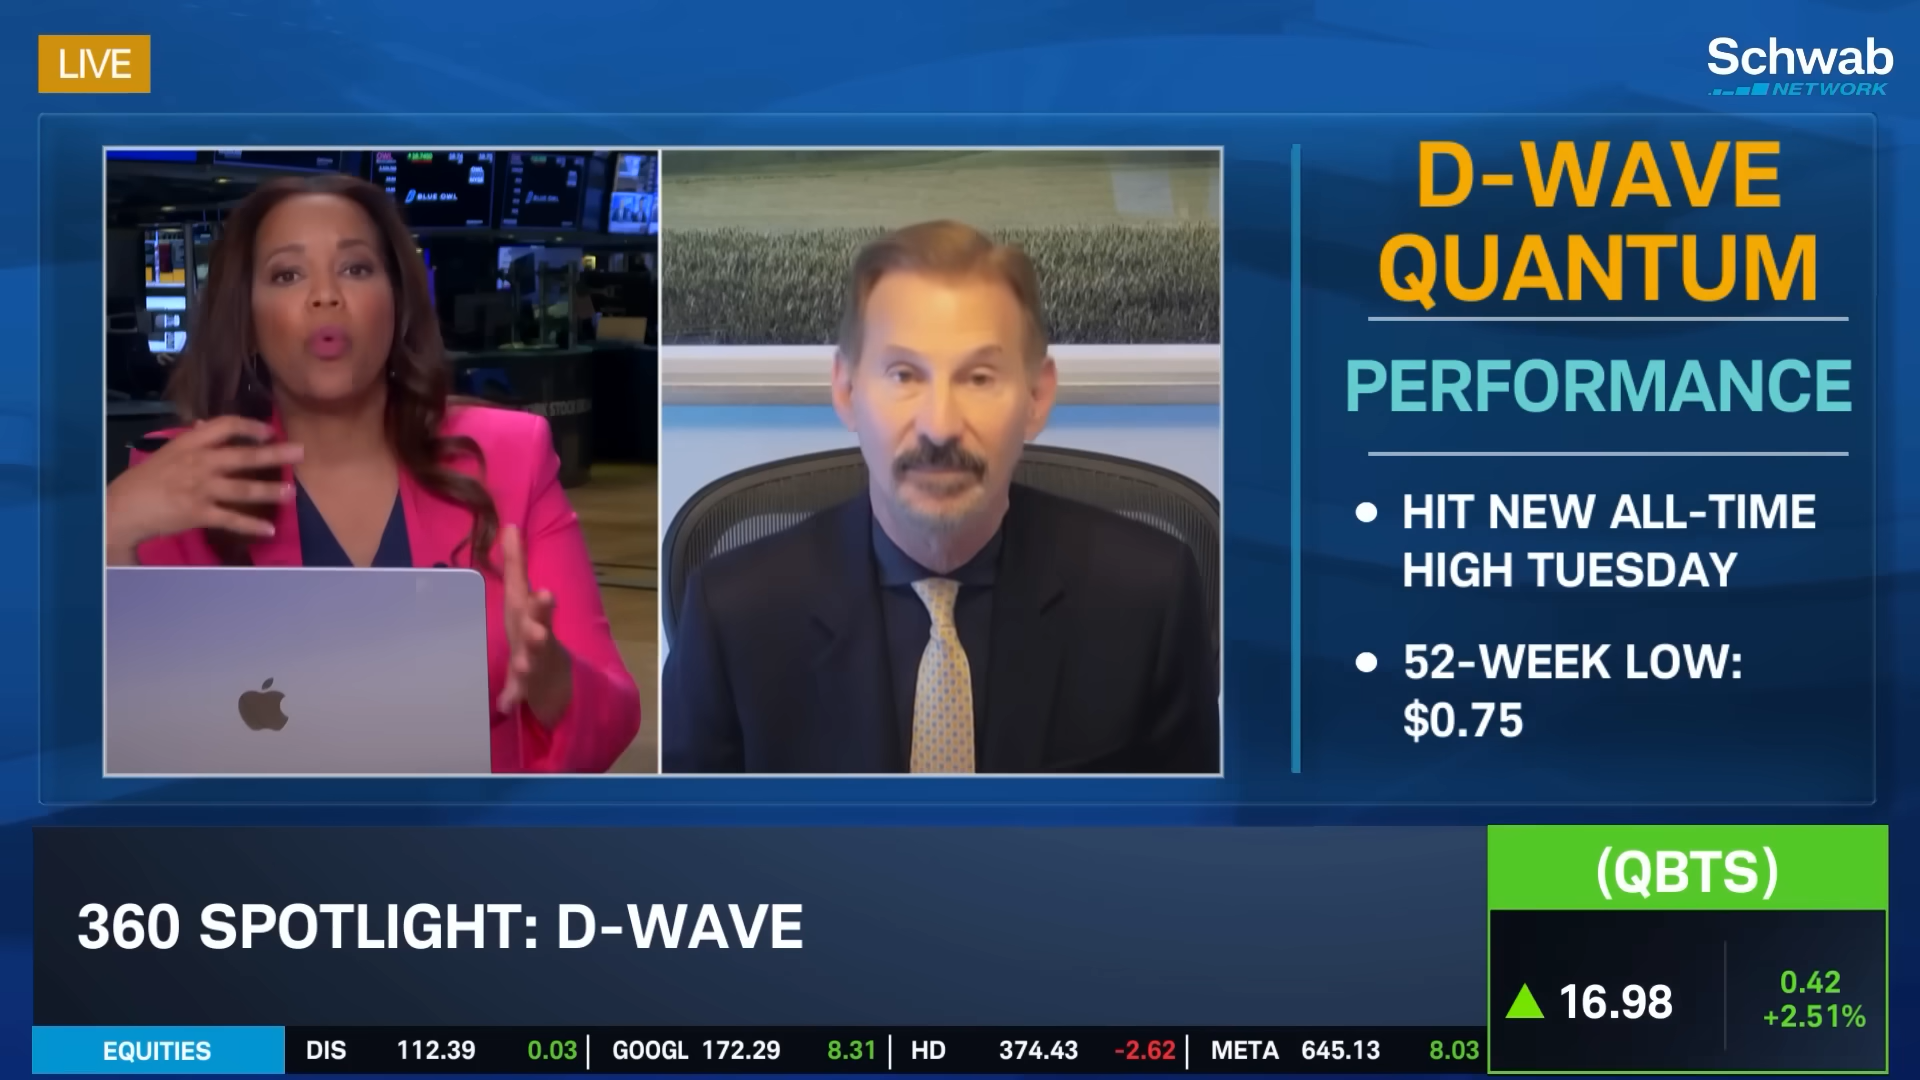 LIVE
Schwab
NETWORK
BLUE OWL
D-WAVE
QUANTUM
PERFORMANCE
• HIT NEW ALL-TIME
HIGH TUESDAY
• 52-WEEK LOW:
$0.75
360 SPOTLIGHT: D-WAVE
(QBTS)
▲ 16.98
0.42
+2.51%
EQUITIES DIS 112.39 0.03 | GOOGL 172.29 8.31 | HD 374.43 -2.62 | META 645.13 8.03